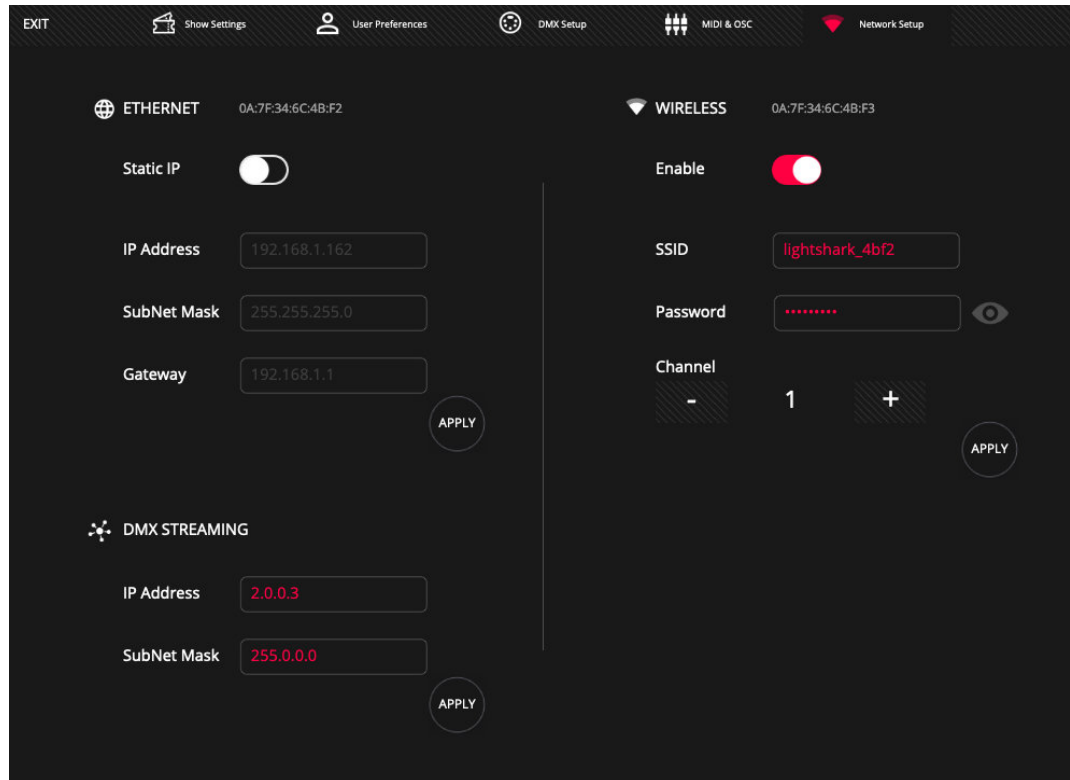 EXIT
Show Settings
User Preferences
DMX Setup
MIDI & OSC
Network Setup
ETHERNET 0A:7F:34:6C:4B:F2
Static IP
IP Address 192.168.1.162
SubNet Mask 255.255.255.0
Gateway 192.168.1.1
APPLY
DMX STREAMING
IP Address 2.0.0.3
SubNet Mask 255.0.0.0
APPLY
WIRELESS 0A:7F:34:6C:4B:F3
Enable
SSID lightshark_4bf2
Password •••••••••
Channel
- 1 +
APPLY